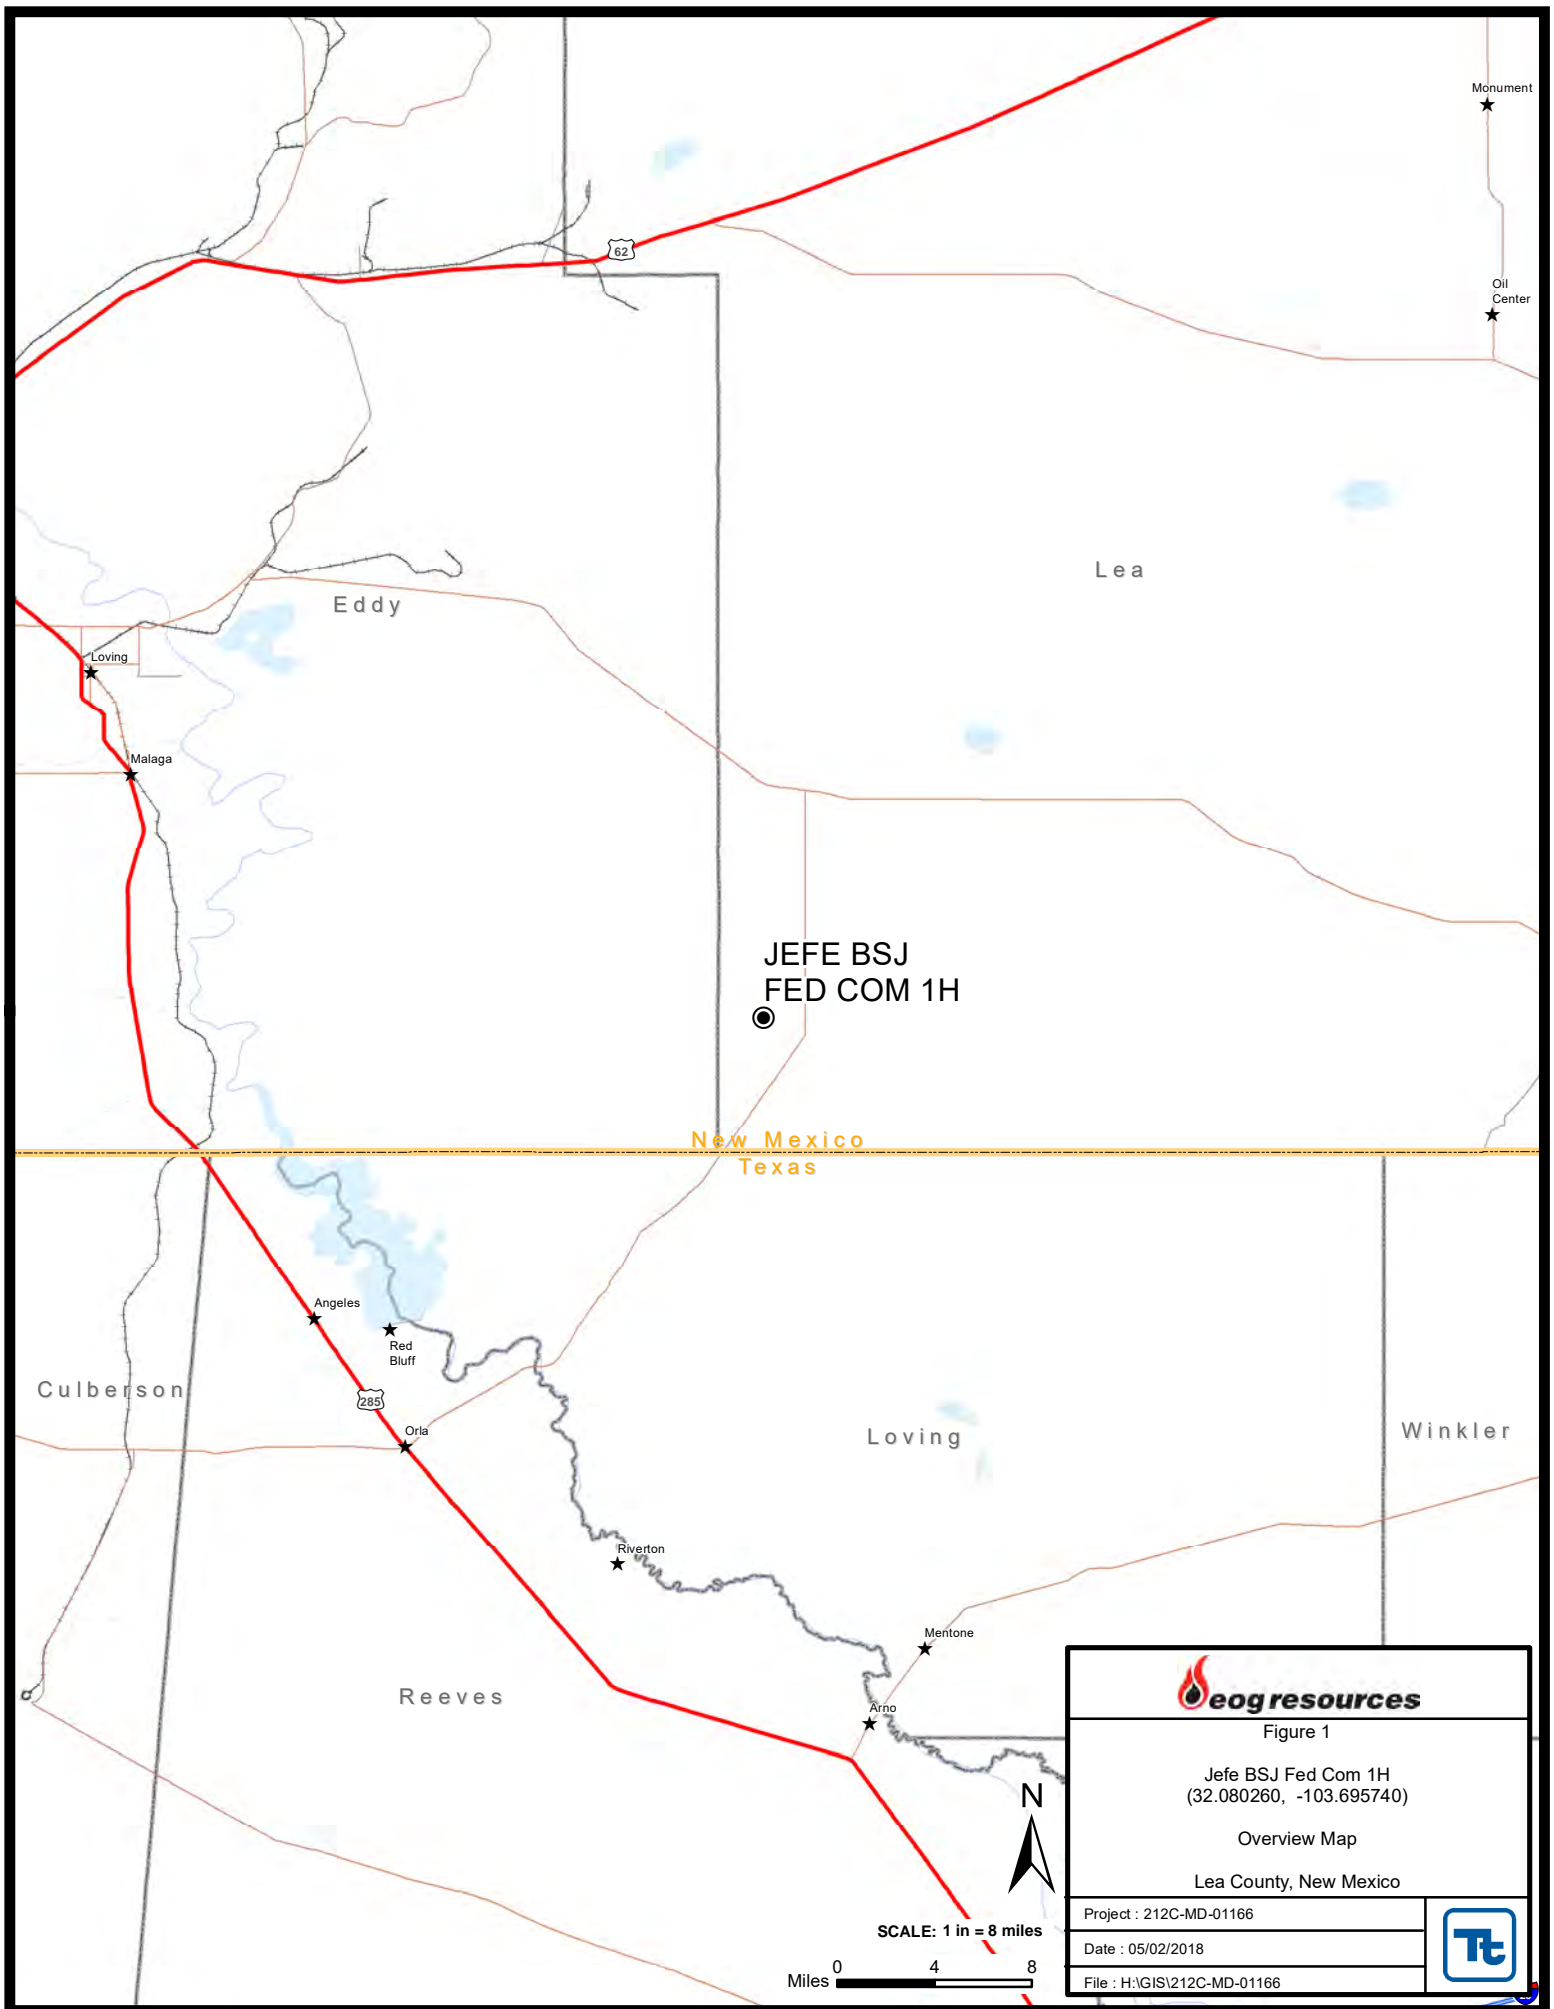 Monument
62
Oil
Center
Lea
Eddy
Loving
Malaga
JEFE BSJ
FED COM 1H
New Mexico
Texas
Angeles
Red
Bluff
Culberson
285
Orla
Loving
Winkler
Riverton
Mentone
Reeves
Arno
eog resources
Figure 1
Jefe BSJ Fed Com 1H
(32.080260, -103.695740)
Overview Map
Lea County, New Mexico
N
SCALE: 1 in = 8 miles
Miles 0 4 8
Project : 212C-MD-01166
Date : 05/02/2018
File : H:\GIS\212C-MD-01166
Tt